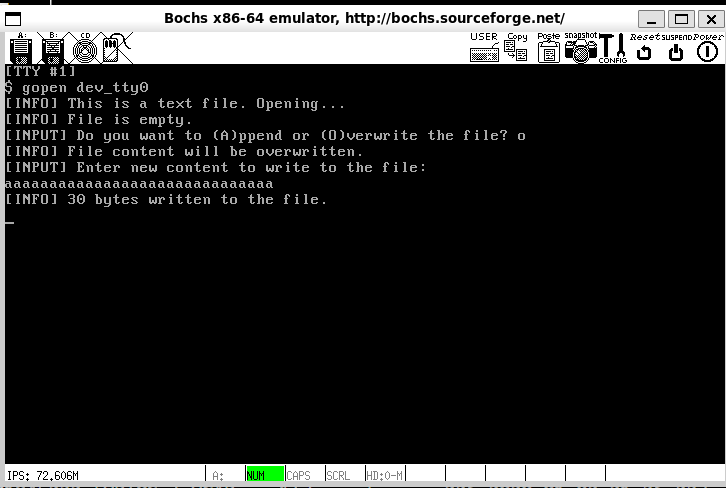 Bochs x86-64 emulator, http://bochs.sourceforge.net/
A: B: CD USER Copy Paste snapshot CONFIG Reset SUSPEND Power
[TTY #1]
$ gopen dev_tty0
[INFO] This is a text file. Opening...
[INFO] File is empty.
[INPUT] Do you want to (A)ppend or (O)verwrite the file? o
[INFO] File content will be overwritten.
[INPUT] Enter new content to write to the file:
aaaaaaaaaaaaaaaaaaaaaaaaaaaaaa
[INFO] 30 bytes written to the file.
_
IPS: 72.606M A: NUM CAPS SCRL HD:0-M